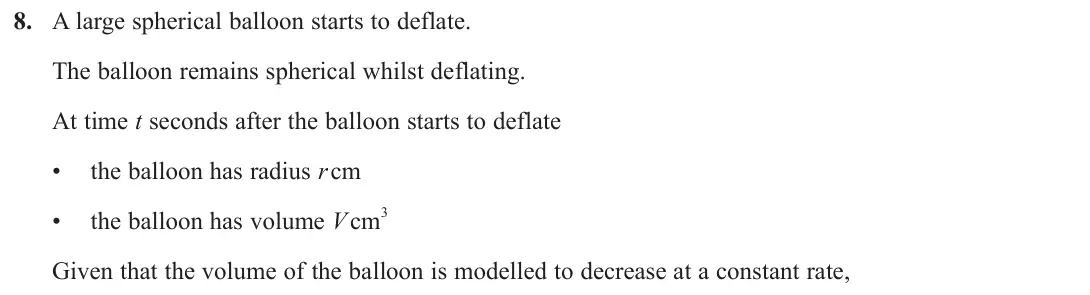 8. A large spherical balloon starts to deflate.
The balloon remains spherical whilst deflating.
At time t seconds after the balloon starts to deflate
• the balloon has radius r cm
• the balloon has volume V cm³
Given that the volume of the balloon is modelled to decrease at a constant rate,